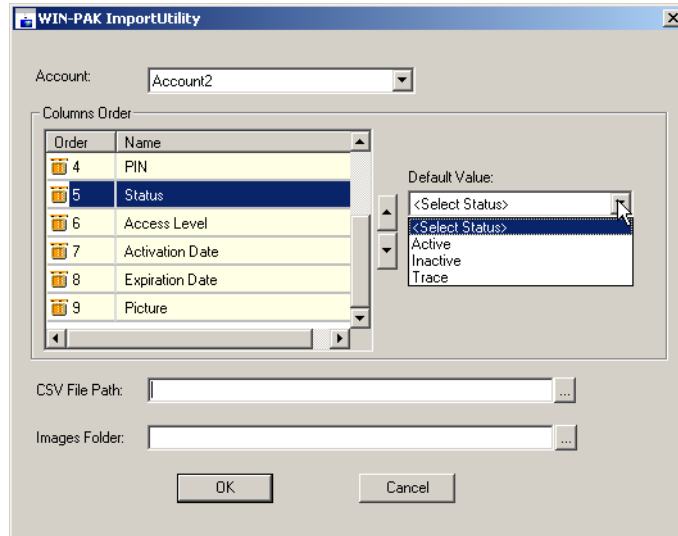 WIN-PAK ImportUtility
Account:
Account2
Columns Order
Order Name
4 PIN
5 Status
6 Access Level
7 Activation Date
8 Expiration Date
9 Picture
Default Value:
<Select Status>
<Select Status>
Active
Inactive
Trace
CSV File Path:
...
Images Folder:
...
OK Cancel